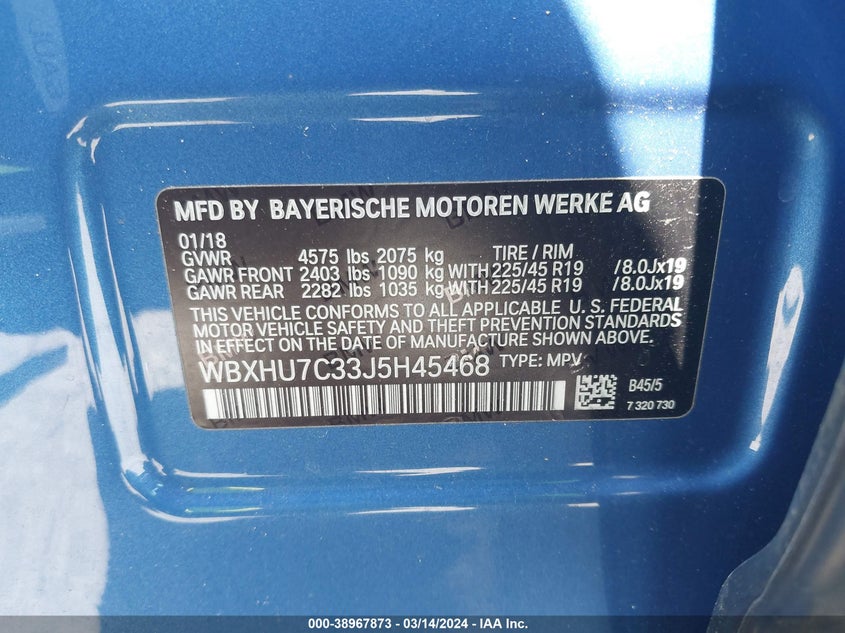 MFD BY BAYERISCHE MOTOREN WERKE AG
01/18
GVWR 4575 lbs 2075 kg TIRE / RIM
GAWR FRONT 2403 lbs 1090 kg WITH 225/45 R19 /8.0Jx19
GAWR REAR 2282 lbs 1035 kg WITH 225/45 R19 /8.0Jx19
THIS VEHICLE CONFORMS TO ALL APPLICABLE U. S. FEDERAL
MOTOR VEHICLE SAFETY AND THEFT PREVENTION STANDARDS
IN EFFECT ON THE DATE OF MANUFACTURE SHOWN ABOVE.
WBXHU7C33J5H45468 TYPE: MPV
B45/5
7 320 730
000-38967873 - 03/14/2024 - IAA Inc.